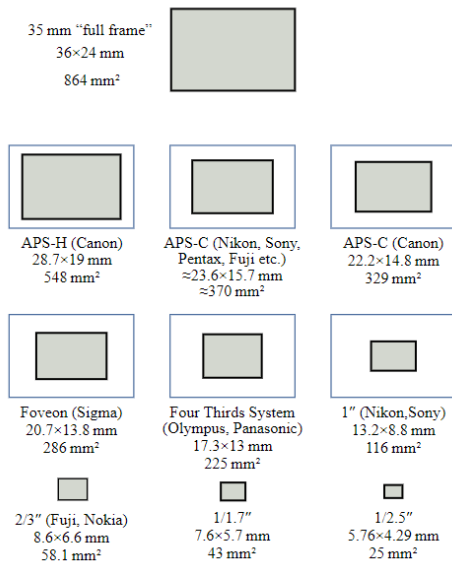 35 mm “full frame”
36×24 mm
864 mm²
APS-H (Canon)
28.7×19 mm
548 mm²
APS-C (Nikon, Sony,
Pentax, Fuji etc.)
≈23.6×15.7 mm
≈370 mm²
APS-C (Canon)
22.2×14.8 mm
329 mm²
Foveon (Sigma)
20.7×13.8 mm
286 mm²
Four Thirds System
(Olympus, Panasonic)
17.3×13 mm
225 mm²
1″ (Nikon,Sony)
13.2×8.8 mm
116 mm²
2/3″ (Fuji, Nokia)
8.6×6.6 mm
58.1 mm²
1/1.7″
7.6×5.7 mm
43 mm²
1/2.5″
5.76×4.29 mm
25 mm²